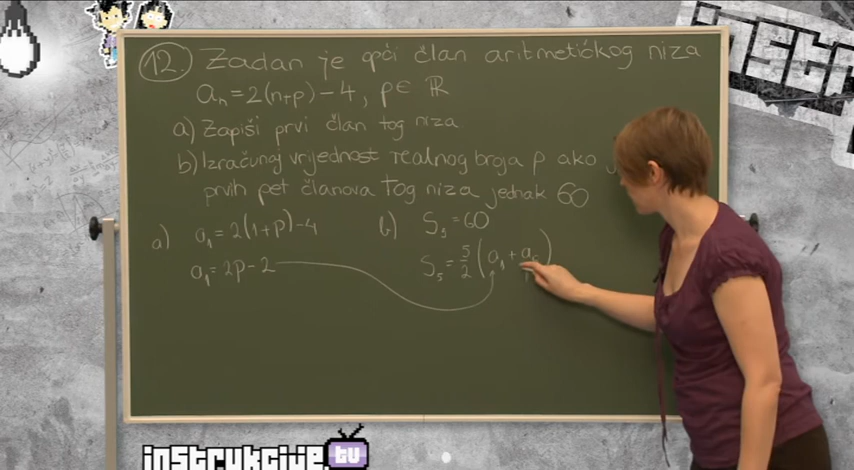 12. Zadan je opći član aritmetičkog niza
aₙ = 2(n+p) - 4, p ∈ ℝ
a) Zapiši prvi član tog niza
b) Izračunaj vrijednost realnog broja p ako
prvih pet članova tog niza jednak 60
a) a₁ = 2(1+p) - 4
a₁ = 2p - 2
b) S₅ = 60
S₅ = 5/2 (a₁ + a₅)
instrukcije.tv